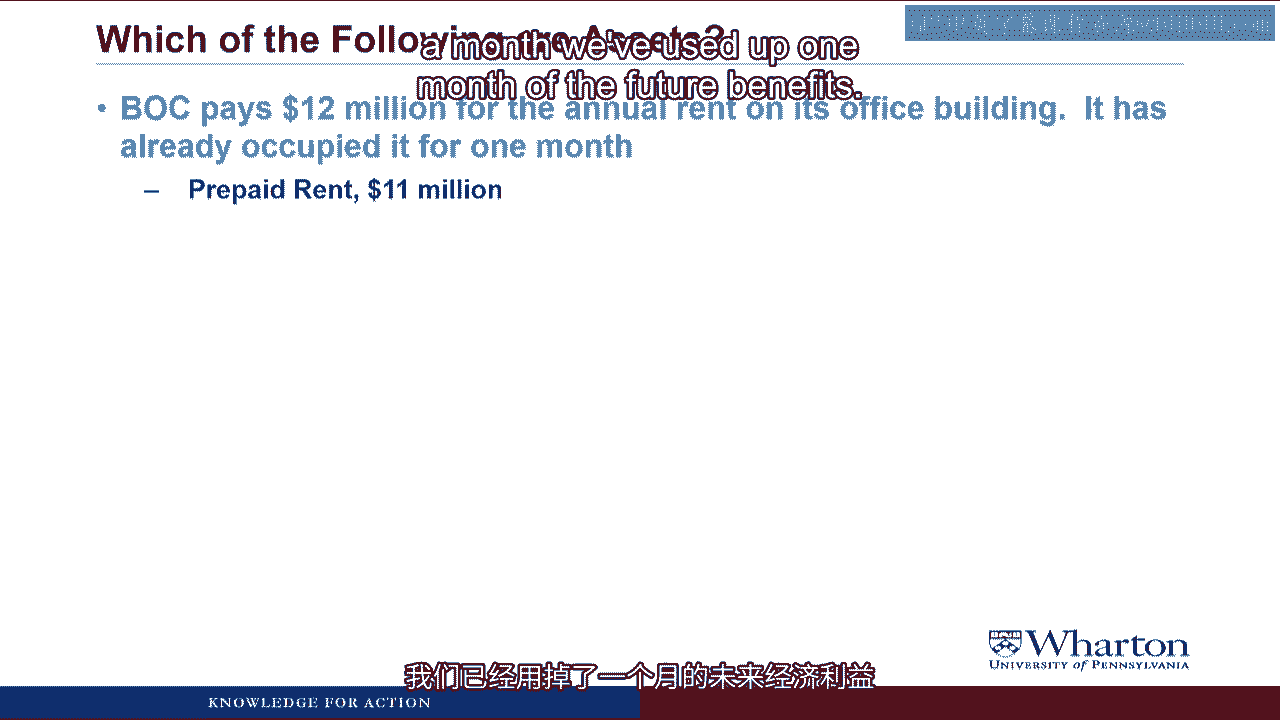 Which of the Following are Assets?
a month we've used up one
month of the future benefits.
• BOC pays $12 million for the annual rent on its office building. It has
already occupied it for one month
– Prepaid Rent, $11 million
Wharton
UNIVERSITY of PENNSYLVANIA
我们已经用掉了一个月的未来经济利益
KNOWLEDGE FOR ACTION